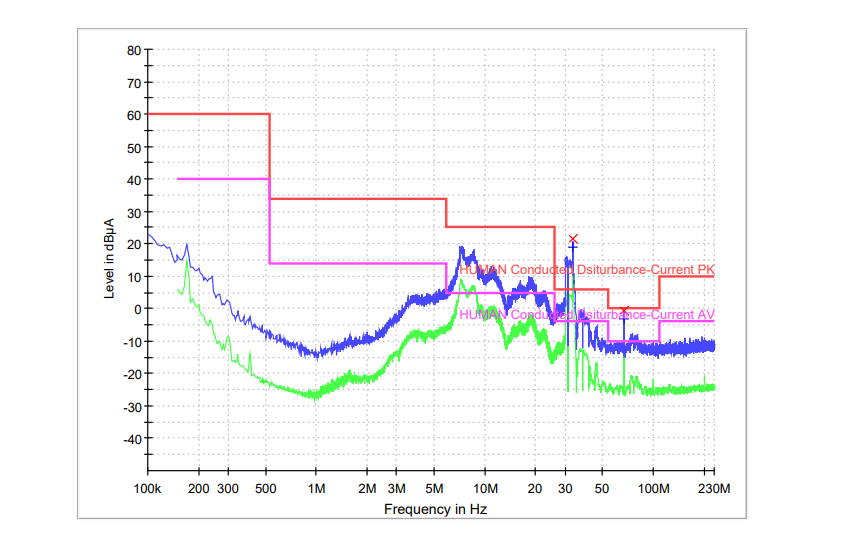 80
70
60
50
40
30
20
10
0
-10
-20
-30
-40
Level in dBµA
HUMAN Conducted Dsiturbance-Current PK
HUMAN Conducted Dsiturbance-Current AV
100k 200 300 500 1M 2M 3M 5M 10M 20 30 50 100M 230M
Frequency in Hz